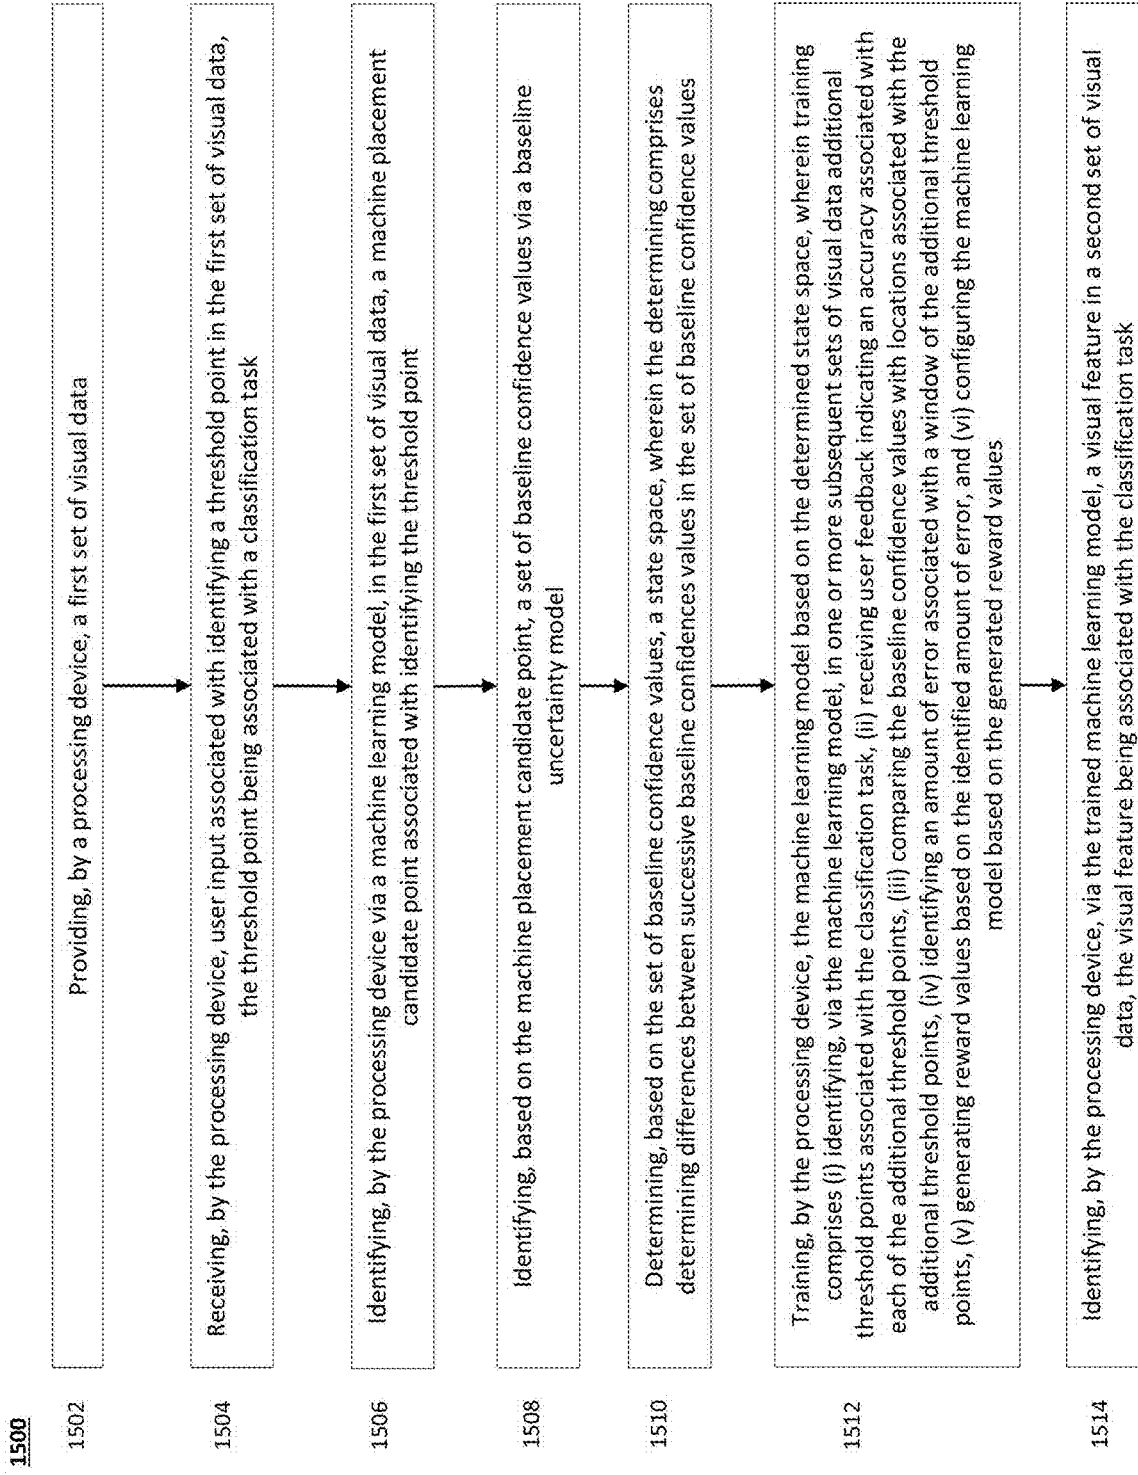 1500
1502
Providing, by a processing device, a first set of visual data
1504
Receiving, by the processing device, user input associated with identifying a threshold point in the first set of visual data,
the threshold point being associated with a classification task
1506
Identifying, by the processing device via a machine learning model, in the first set of visual data, a machine placement
candidate point associated with identifying the threshold point
1508
Identifying, based on the machine placement candidate point, a set of baseline confidence values via a baseline
uncertainty model
1510
Determining, based on the set of baseline confidence values, a state space, wherein the determining comprises
determining differences between successive baseline confidences values in the set of baseline confidence values
1512
Training, by the processing device, the machine learning model based on the determined state space, wherein training
comprises (i) identifying, via the machine learning model, in one or more subsequent sets of visual data additional
threshold points associated with the classification task, (ii) receiving user feedback indicating an accuracy associated with
each of the additional threshold points, (iii) comparing the baseline confidence values with locations associated with the
additional threshold points, (iv) identifying an amount of error associated with a window of the additional threshold
points, (v) generating reward values based on the identified amount of error, and (vi) configuring the machine learning
model based on the generated reward values
1514
Identifying, by the processing device, via the trained machine learning model, a visual feature in a second set of visual
data, the visual feature being associated with the classification task